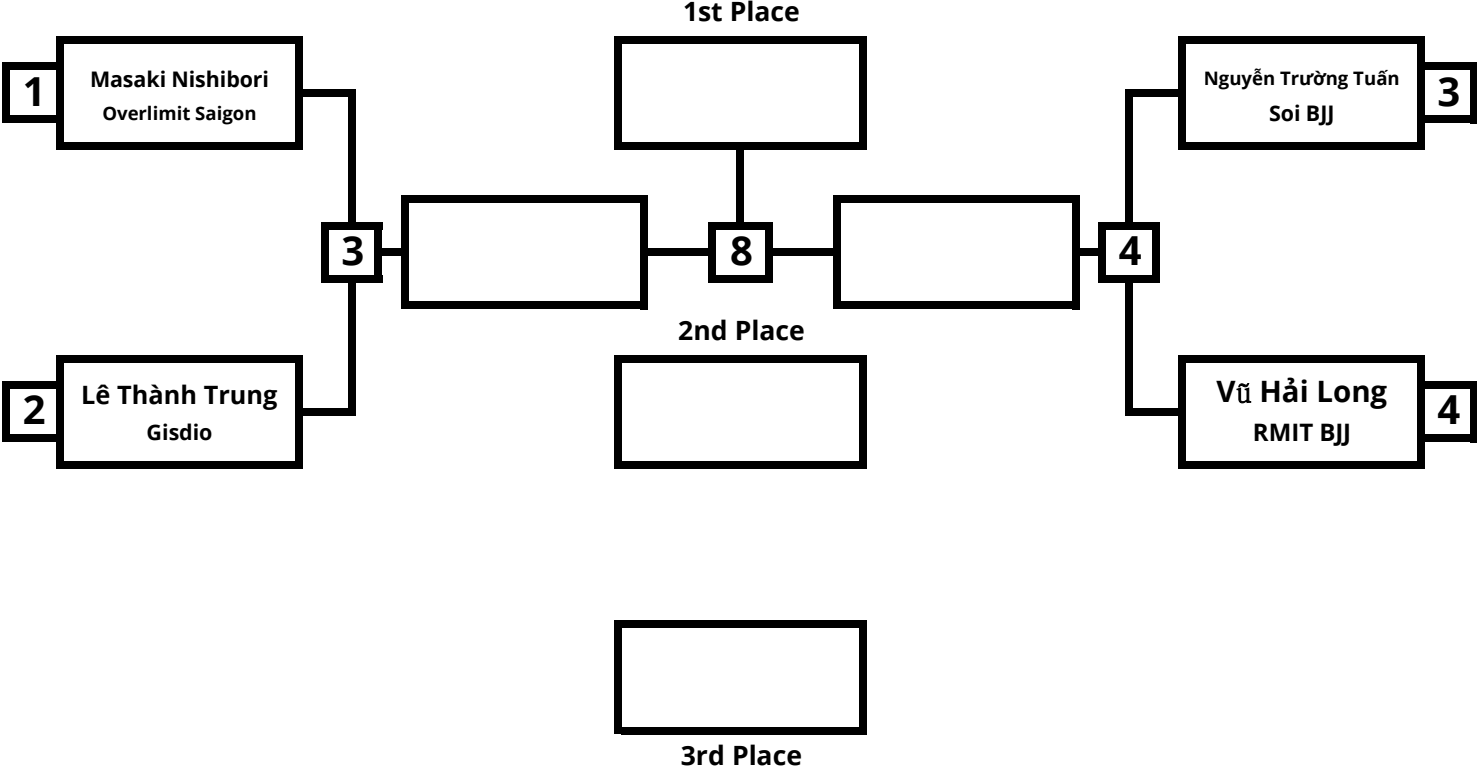 1st Place
1
Masaki Nishibori
Overlimit Saigon
Nguyễn Trường Tuấn
Soi BJJ
3
3
8
4
2nd Place
2
Lê Thành Trung
Gisdio
Vũ Hải Long
RMIT BJJ
4
3rd Place